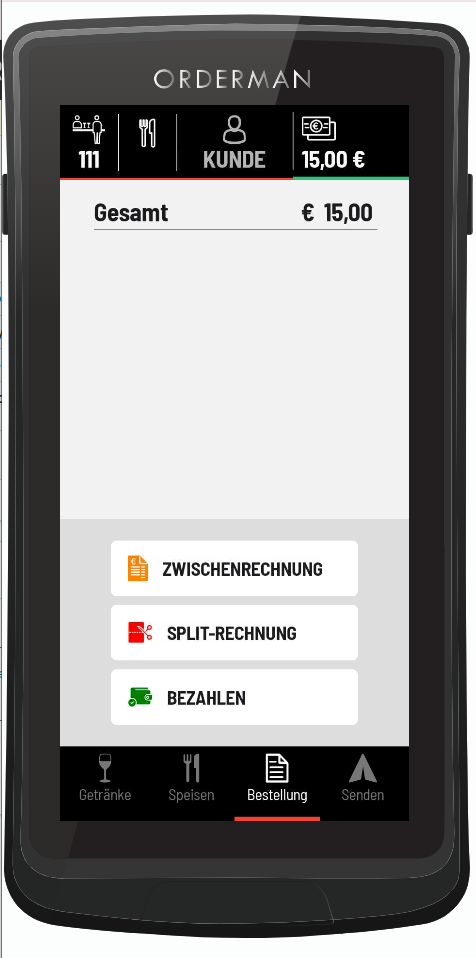 ORDERMAN
111
KUNDE
15,00 €
Gesamt € 15,00
ZWISCHENRECHNUNG
SPLIT-RECHNUNG
BEZAHLEN
Getränke Speisen Bestellung Senden